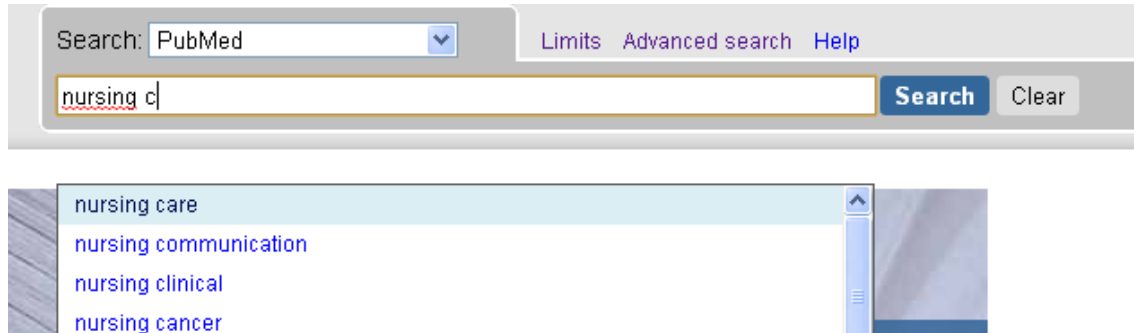 Search: PubMed Limits Advanced search Help
nursing c Search Clear
nursing care
nursing communication
nursing clinical
nursing cancer